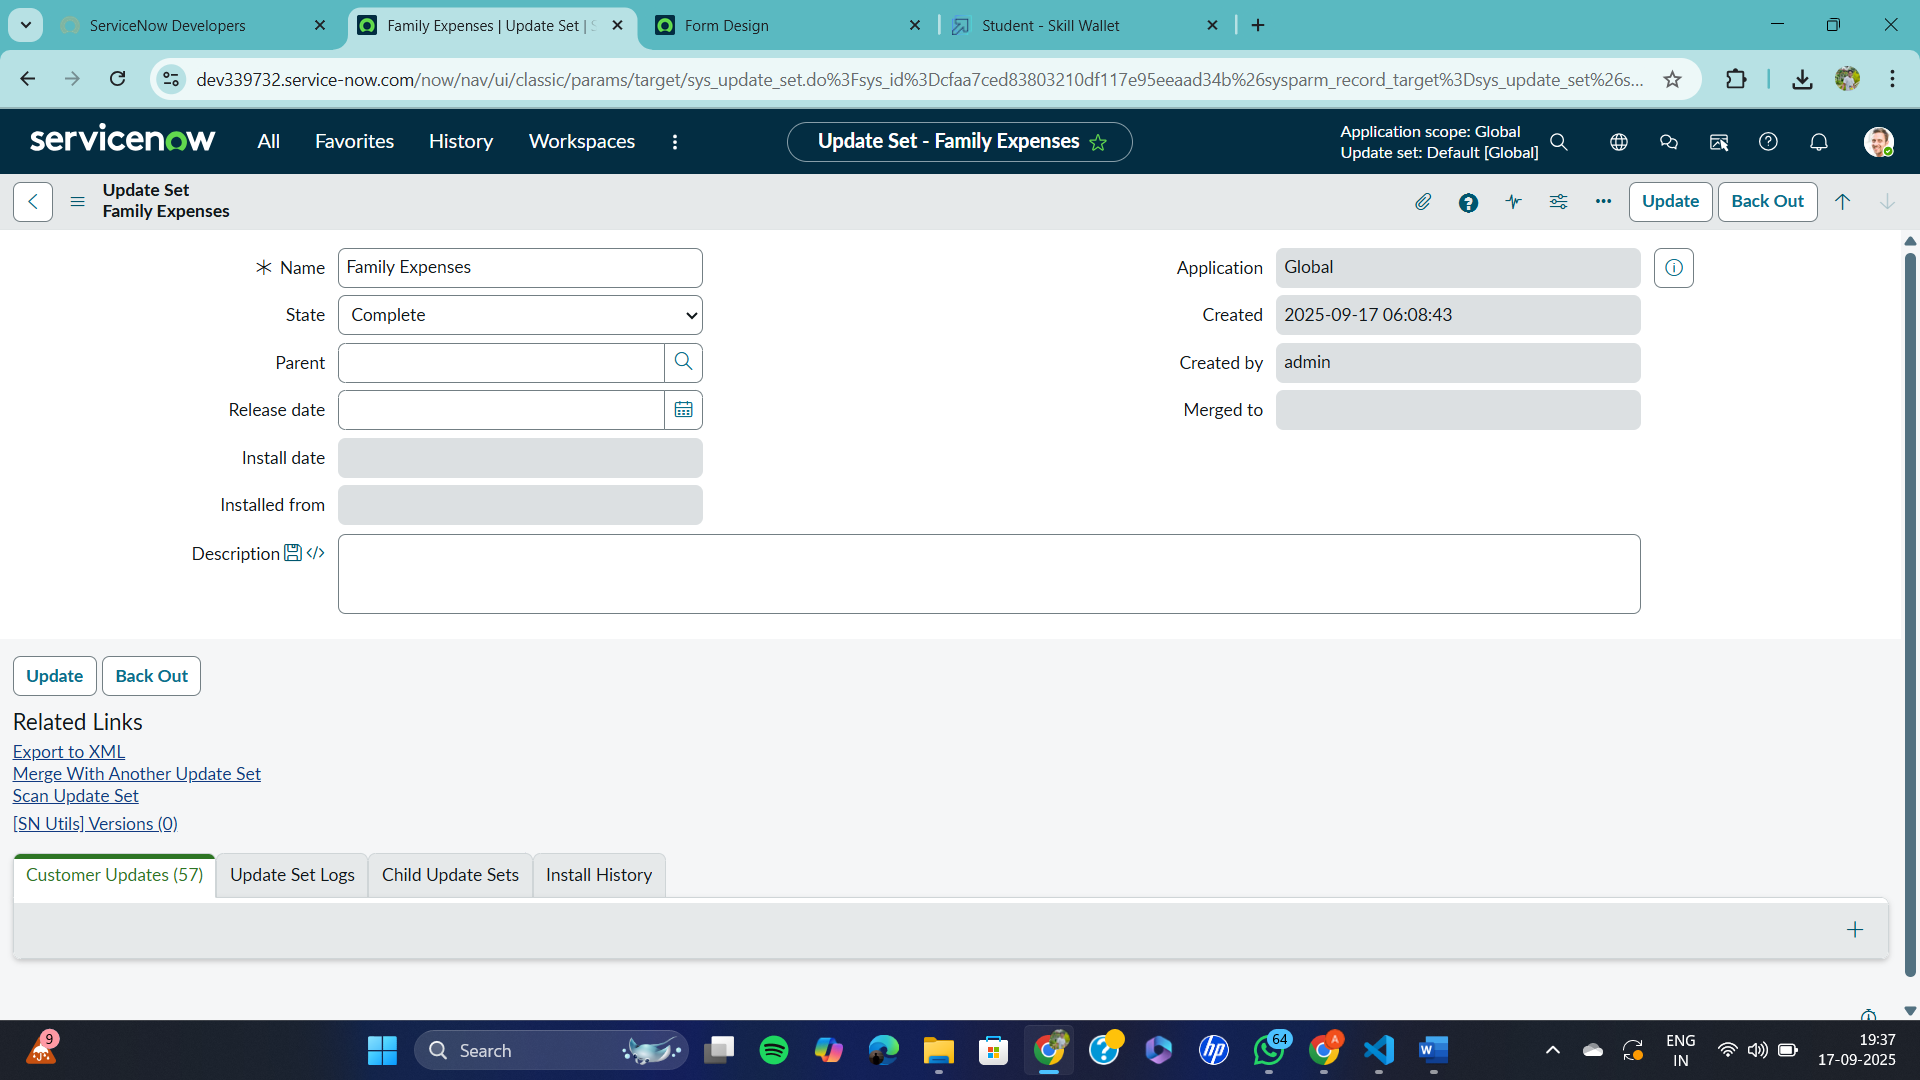 ServiceNow Developers
Family Expenses | Update Set | S
Form Design
Student - Skill Wallet
dev339732.service-now.com/now/nav/ui/classic/params/target/sys_update_set.do%3Fsys_id%3Dcfaa7ced83803210df117e95eeaad34b%26sysparm_record_target%3Dsys_update_set%26s...
servicenow
All
Favorites
History
Workspaces
Update Set - Family Expenses
Application scope: Global
Update set: Default [Global]
Update Set
Family Expenses
Update
Back Out
Name
Family Expenses
Application
Global
State
Complete
Created
2025-09-17 06:08:43
Parent
Created by
admin
Release date
Merged to
Install date
Installed from
Description
Update
Back Out
Related Links
Export to XML
Merge With Another Update Set
Scan Update Set
[SN Utils] Versions (0)
Customer Updates (57)
Update Set Logs
Child Update Sets
Install History
9
Search
64
A
ENG
IN
19:37
17-09-2025